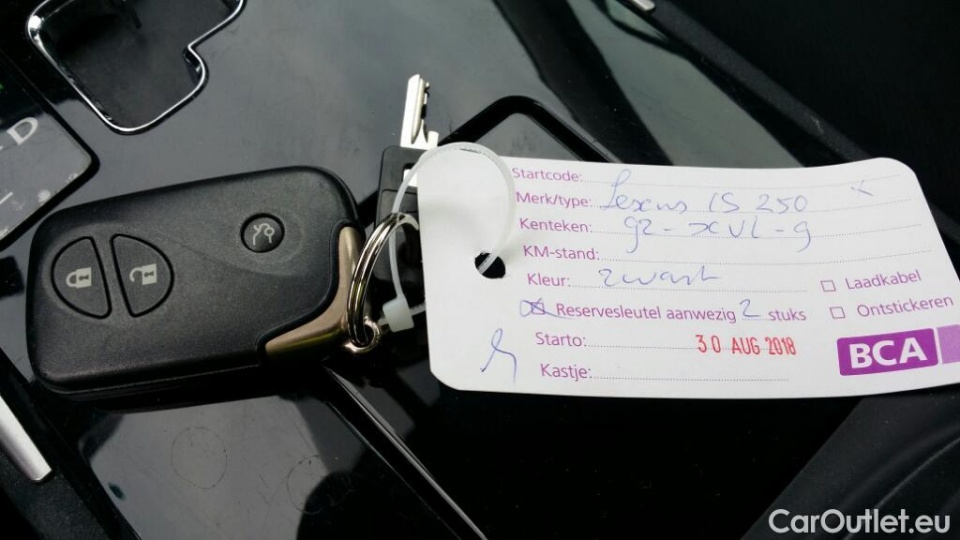 D
Startcode:
Merk/type: Lexus IS 250
Kenteken: 92-XVL-9
KM-stand:
Kleur: zwart
Laadkabel
Reservesleutel aanwezig 2 stuks
Ontstickeren
Starto: 30 AUG 2018
BCA
Kastje:
CarOutlet.eu